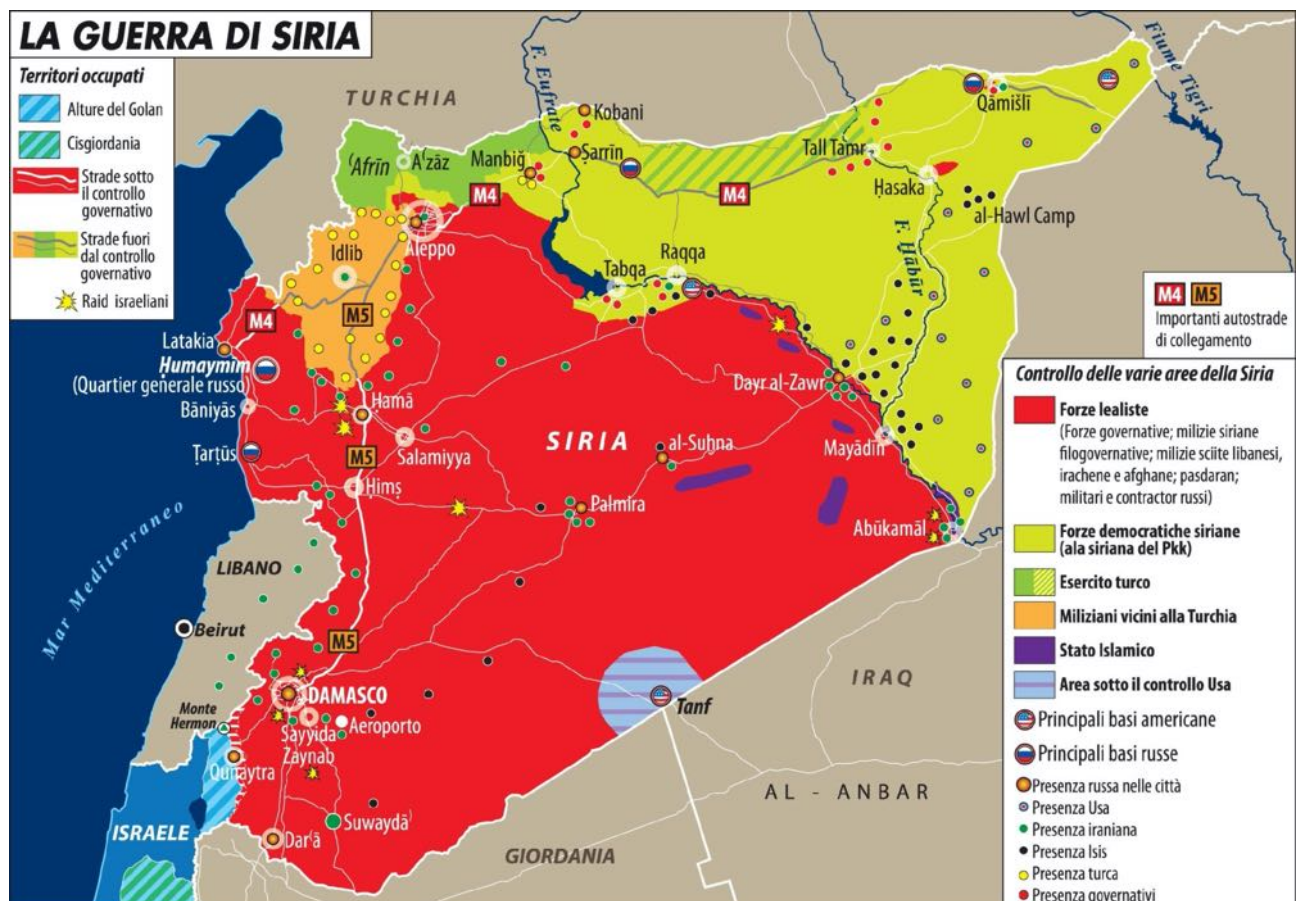 LA GUERRA DI SIRIA
Territori occupati
Alture del Golan
Cisgiordania
Strade sotto
il controllo
governativo
Strade fuori
dal controllo
governativo
Raid israeliani
TURCHIA
F. Eufrate
Fiume Tigri
Kobani
Qāmišlī
ʿAfrīn
Aʿzāz
Manbiğ
Ṣarrīn
Tall Tamr
M4
M4
Ḥasaka
al-Hawl Camp
Aleppo
Idlib
Tabqa
Raqqa
F. Ḫābūr
M5
M4
Latakia
Ḥumaymīm
(Quartier generale russo)
Bāniyās
Ṭarṭūs
Ḥamā
Salamiyya
SIRIA
al-Suḫna
Dayr al-Zawr
Mayādīn
M5
Ḥimṣ
Palmira
Abūkamāl
Mar Mediterraneo
LIBANO
Beirut
M5
DAMASCO
Sayyida
Zaynab
Aeroporto
Monte
Hermon
Qunaytra
Tanf
IRAQ
AL - ANBAR
ISRAELE
Darʿā
Suwaydāʾ
GIORDANIA
M4 M5
Importanti autostrade
di collegamento
Controllo delle varie aree della Siria
Forze lealiste
(Forze governative; milizie siriane
filogovernative; milizie sciite libanesi,
irachene e afghane; pasdaran;
militari e contractor russi)
Forze democratiche siriane
(ala siriana del Pkk)
Esercito turco
Miliziani vicini alla Turchia
Stato Islamico
Area sotto il controllo Usa
Principali basi americane
Principali basi russe
Presenza russa nelle città
Presenza Usa
Presenza iraniana
Presenza Isis
Presenza turca
Presenza governativi